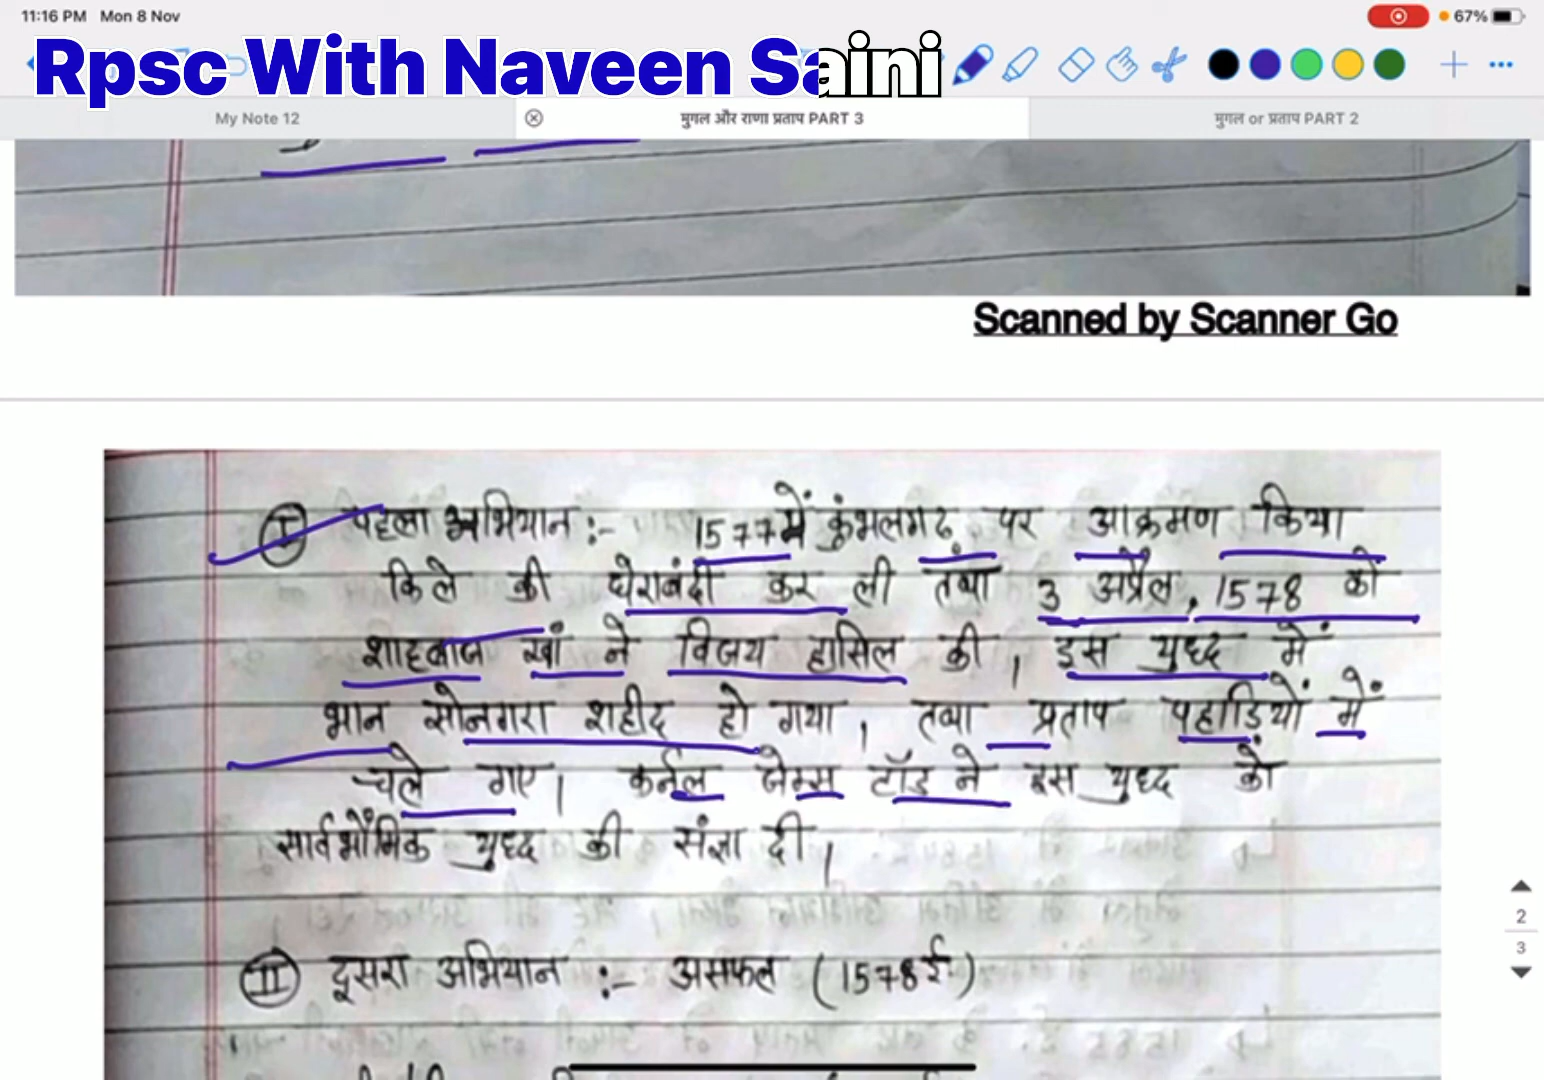 11:16 PM Mon 8 Nov
67%
Rpsc With Naveen Saini
My Note 12
मुगल और राणा प्रताप PART 3
मुगल or प्रताप PART 2
Scanned by Scanner Go
I पहला अभियान :- 1577 में कुंभलगढ़ पर आक्रमण किया
किले की घेराबंदी कर ली तथा 3 अप्रैल, 1578 को
शाहबाज खां ने विजय हासिल की, इस युध्द में
भान सोनगरा शहीद हो गया, तथा प्रताप पहाड़ियों में
चले गए। कर्नल जेम्स टॉड ने इस युध्द को
सार्वभौमिक युध्द की संज्ञा दी,
II दूसरा अभियान :- असफल (1578 ई.)
2
3